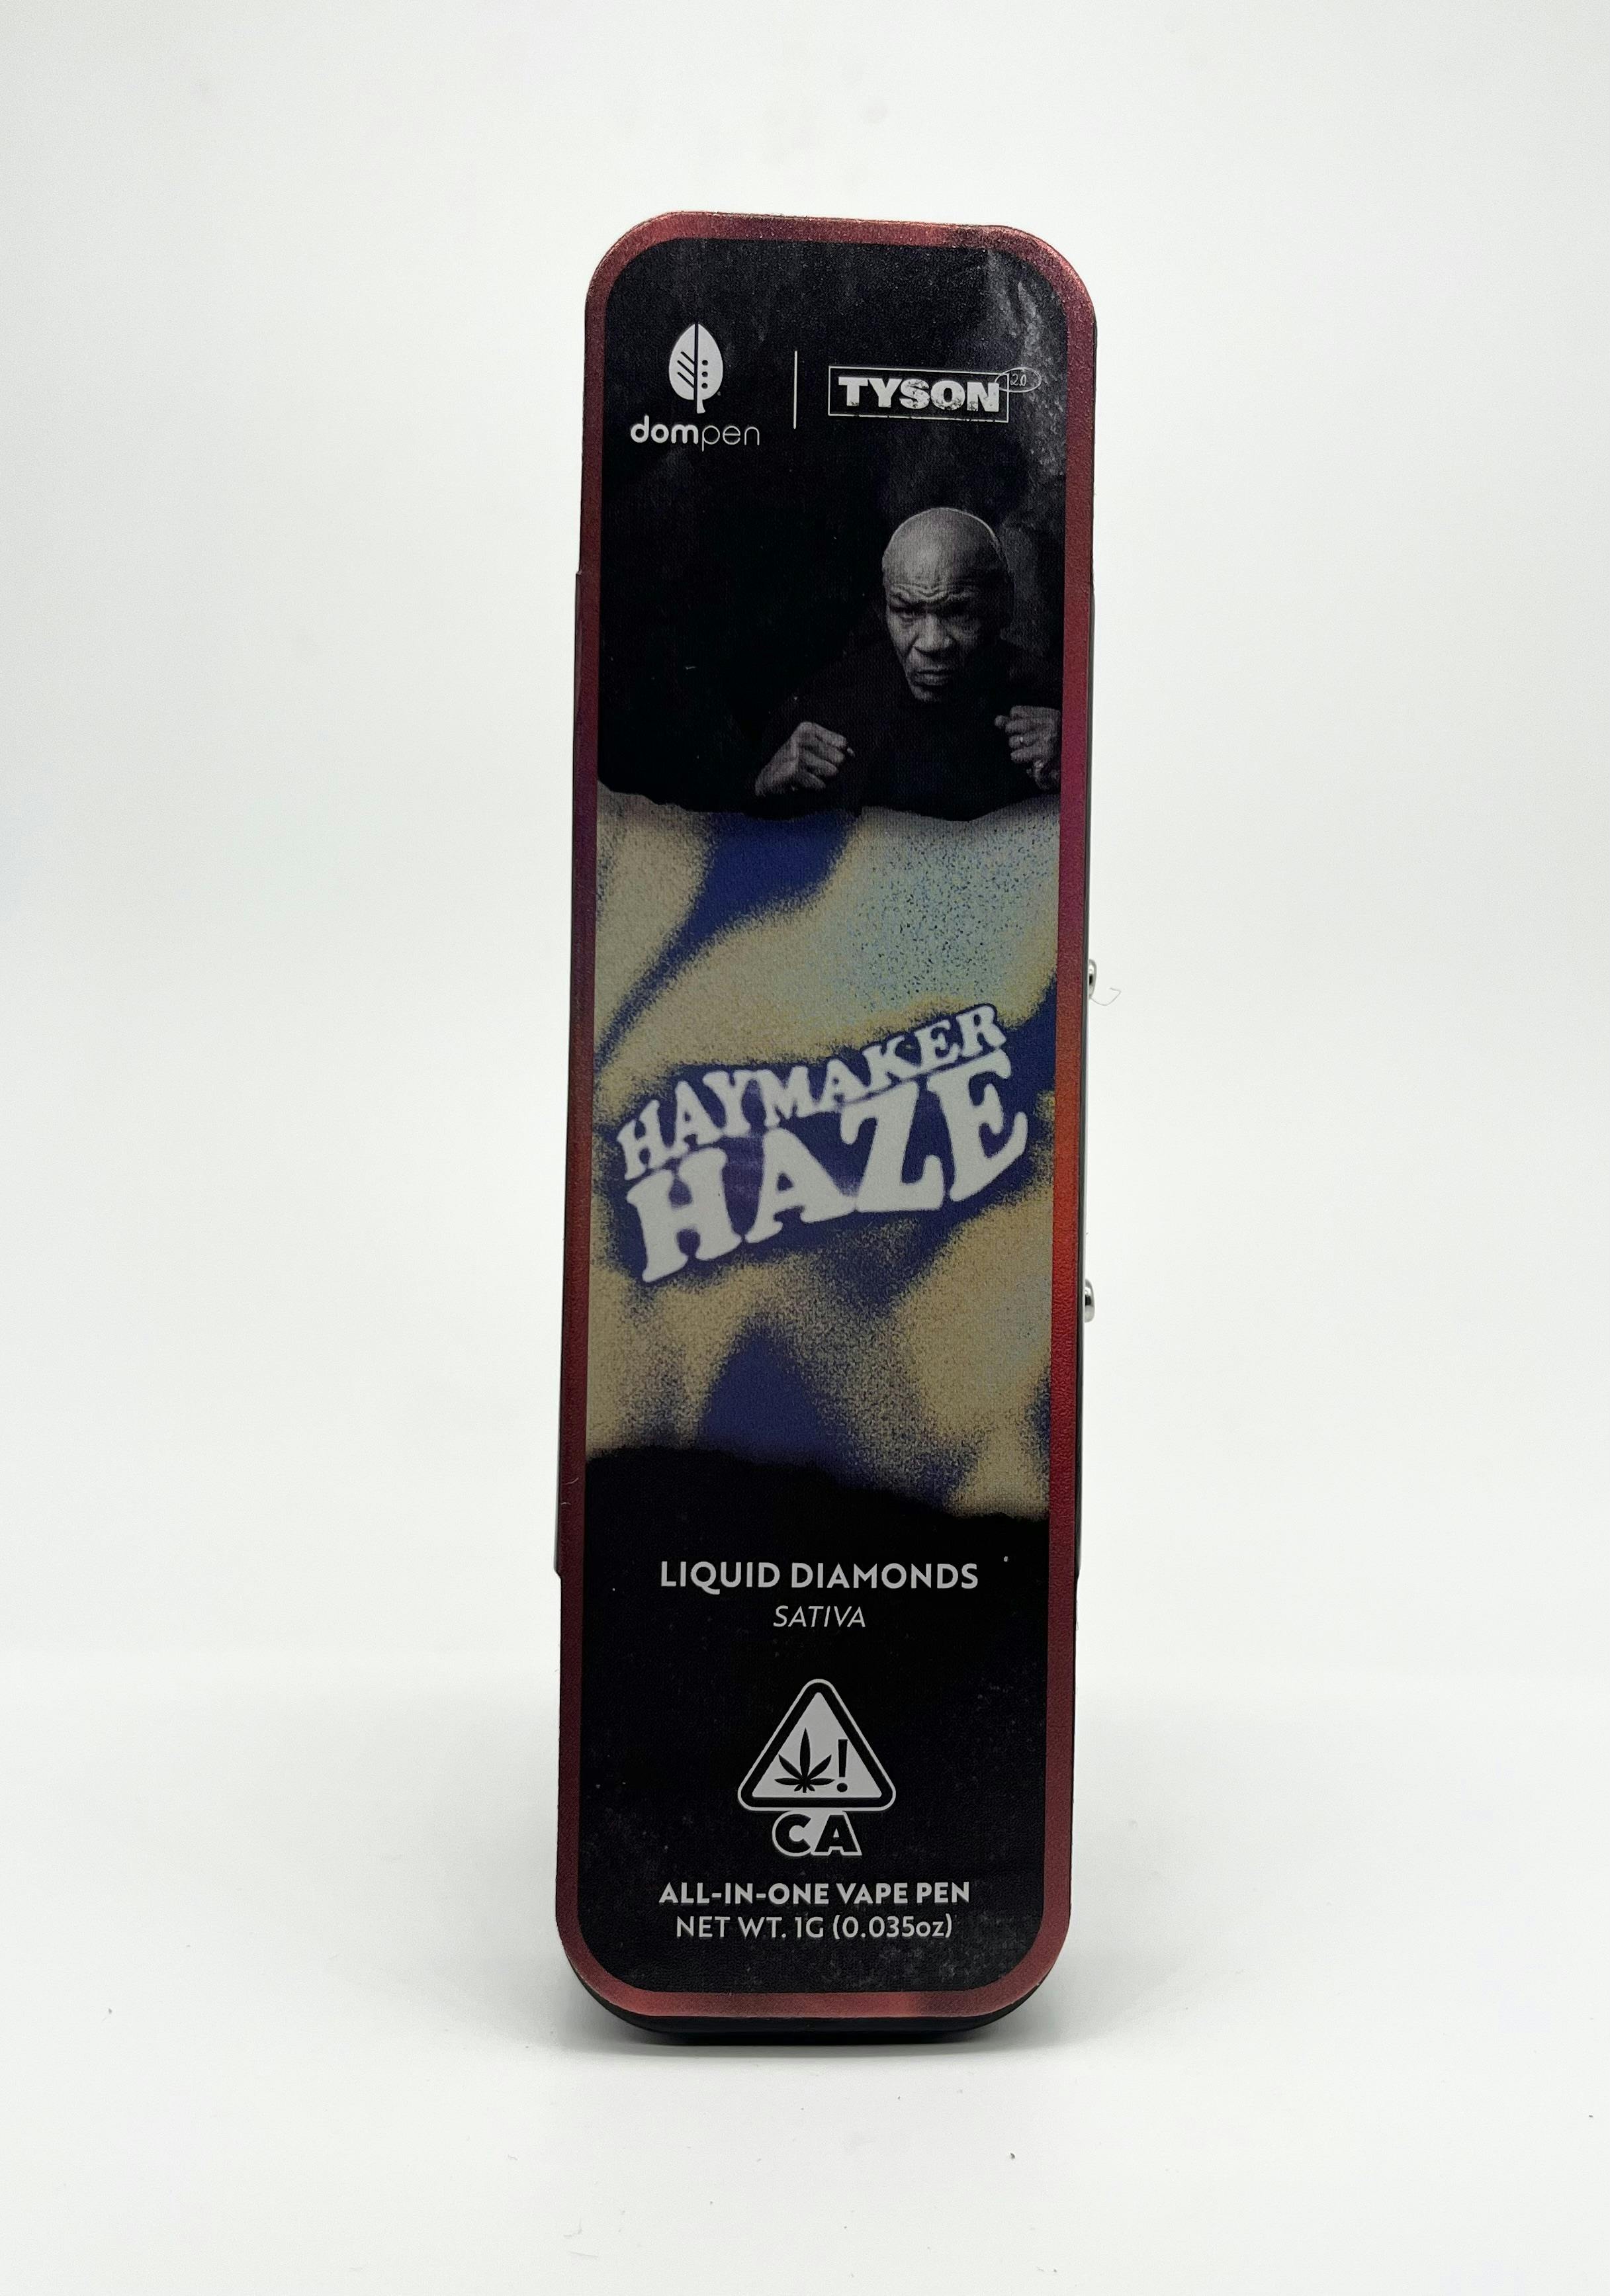 dompen
TYSON 2.0
HAYMAKER
HAZE
LIQUID DIAMONDS
SATIVA
!
CA
ALL-IN-ONE VAPE PEN
NET WT. 1G (0.035oz)